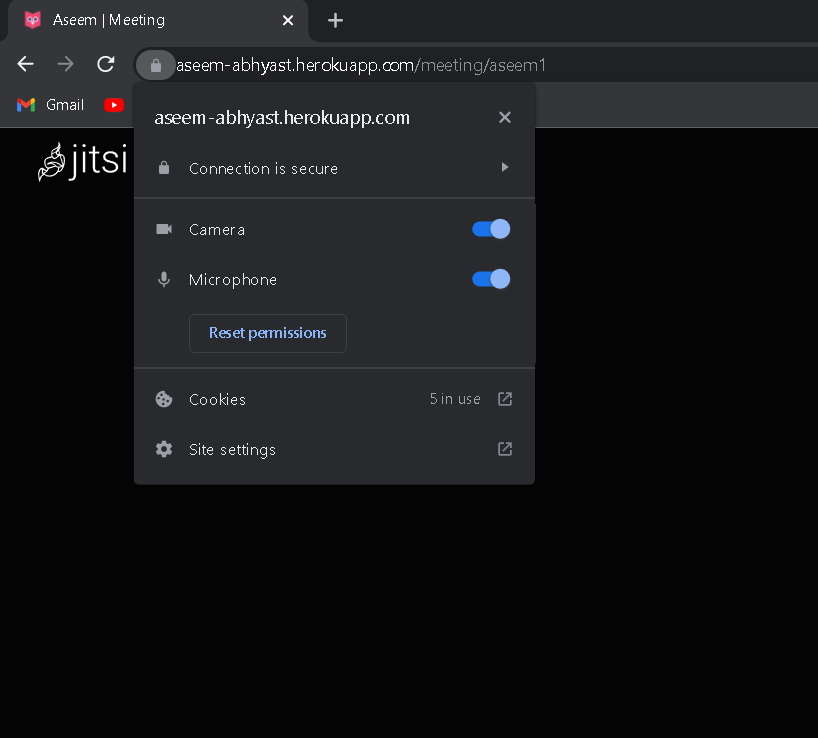 Aseem | Meeting
aseem-abhyast.herokuapp.com/meeting/aseem1
Gmail
jitsi
aseem-abhyast.herokuapp.com
Connection is secure
Camera
Microphone
Reset permissions
Cookies 5 in use
Site settings